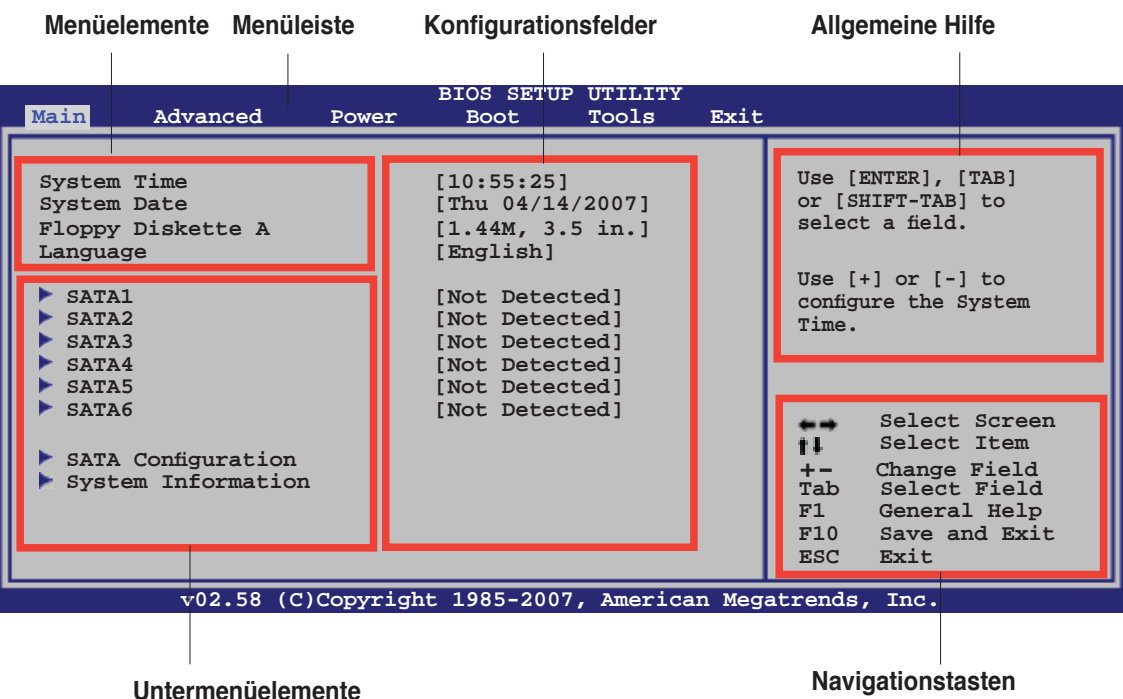 Menüelemente Menüleiste Konfigurationsfelder Allgemeine Hilfe
BIOS SETUP UTILITY
Main Advanced Power Boot Tools Exit
System Time [10:55:25]
System Date [Thu 04/14/2007]
Floppy Diskette A [1.44M, 3.5 in.]
Language [English]
SATA1 [Not Detected]
SATA2 [Not Detected]
SATA3 [Not Detected]
SATA4 [Not Detected]
SATA5 [Not Detected]
SATA6 [Not Detected]
SATA Configuration
System Information
Use [ENTER], [TAB]
or [SHIFT-TAB] to
select a field.
Use [+] or [-] to
configure the System
Time.
Select Screen
Select Item
+- Change Field
Tab Select Field
F1 General Help
F10 Save and Exit
ESC Exit
v02.58 (C)Copyright 1985-2007, American Megatrends, Inc.
Untermenüelemente Navigationstasten